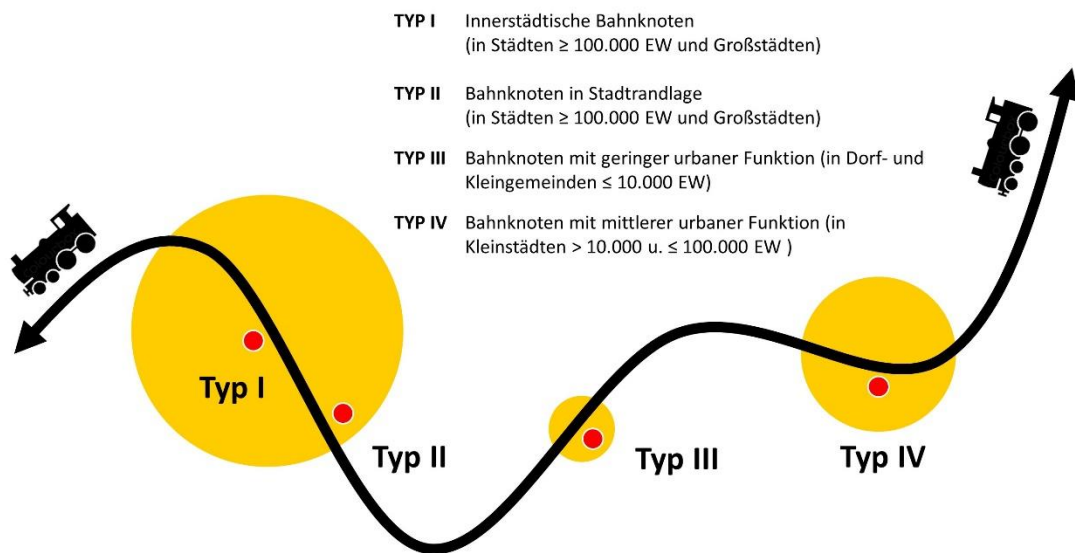 TYP I Innerstädtische Bahnknoten
(in Städten ≥ 100.000 EW und Großstädten)
TYP II Bahnknoten in Stadtrandlage
(in Städten ≥ 100.000 EW und Großstädten)
TYP III Bahnknoten mit geringer urbaner Funktion (in Dorf- und
Kleingemeinden ≤ 10.000 EW)
TYP IV Bahnknoten mit mittlerer urbaner Funktion (in
Kleinstädten > 10.000 u. ≤ 100.000 EW )
Typ I
Typ II
Typ III
Typ IV